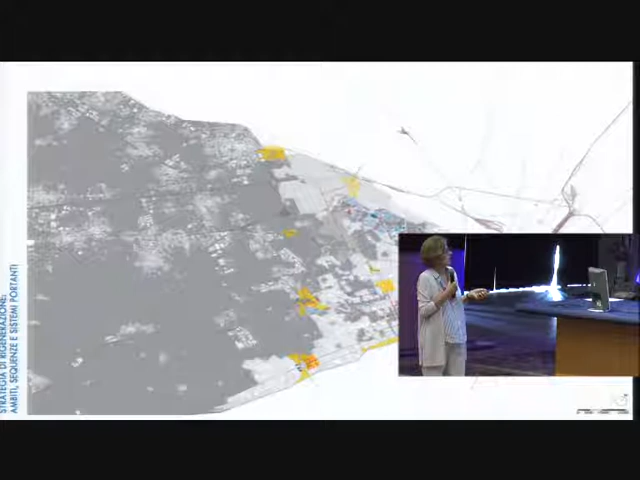 STRATEGIA DI RIGENERAZIONE:
AMBITI, SEQUENZE E SISTEMI PORTANTI